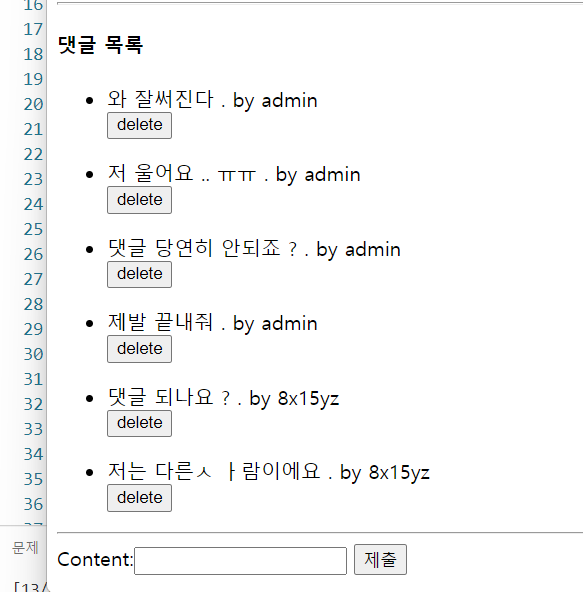 16
17
18
19
20
21
22
23
24
25
26
27
28
29
30
31
32
33
34
35
36
댓글 목록
와 잘써진다 . by admin
delete
저 울어요 .. ㅠㅠ . by admin
delete
댓글 당연히 안되죠 ? . by admin
delete
제발 끝내줘 . by admin
delete
댓글 되나요 ? . by 8x15yz
delete
저는 다른ㅅ ㅏ람이에요 . by 8x15yz
delete
Content: 제출
문제
[13/